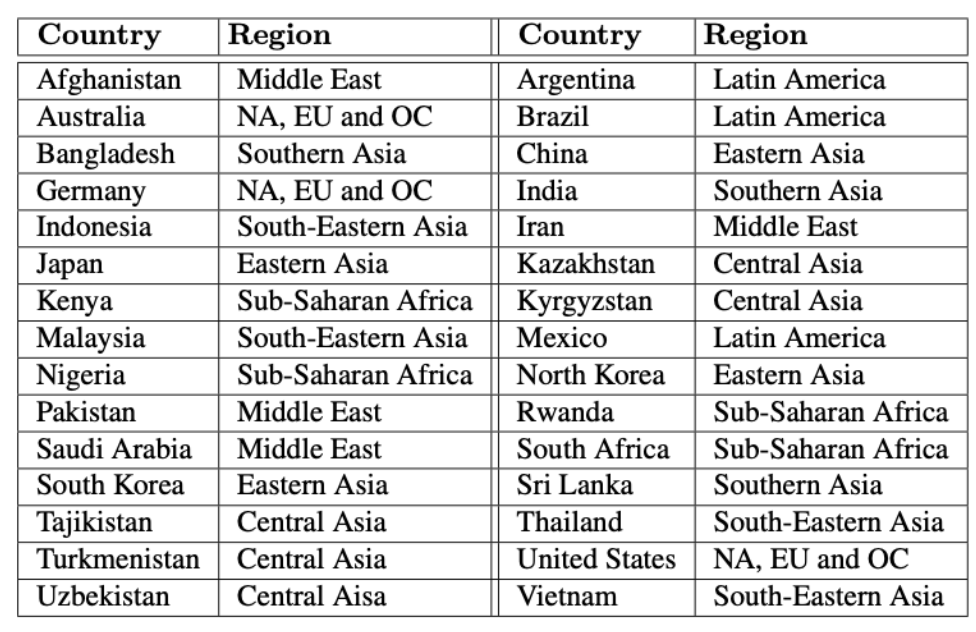 Country Region Country Region
Afghanistan Middle East Argentina Latin America
Australia NA, EU and OC Brazil Latin America
Bangladesh Southern Asia China Eastern Asia
Germany NA, EU and OC India Southern Asia
Indonesia South-Eastern Asia Iran Middle East
Japan Eastern Asia Kazakhstan Central Asia
Kenya Sub-Saharan Africa Kyrgyzstan Central Asia
Malaysia South-Eastern Asia Mexico Latin America
Nigeria Sub-Saharan Africa North Korea Eastern Asia
Pakistan Middle East Rwanda Sub-Saharan Africa
Saudi Arabia Middle East South Africa Sub-Saharan Africa
South Korea Eastern Asia Sri Lanka Southern Asia
Tajikistan Central Asia Thailand South-Eastern Asia
Turkmenistan Central Asia United States NA, EU and OC
Uzbekistan Central Aisa Vietnam South-Eastern Asia